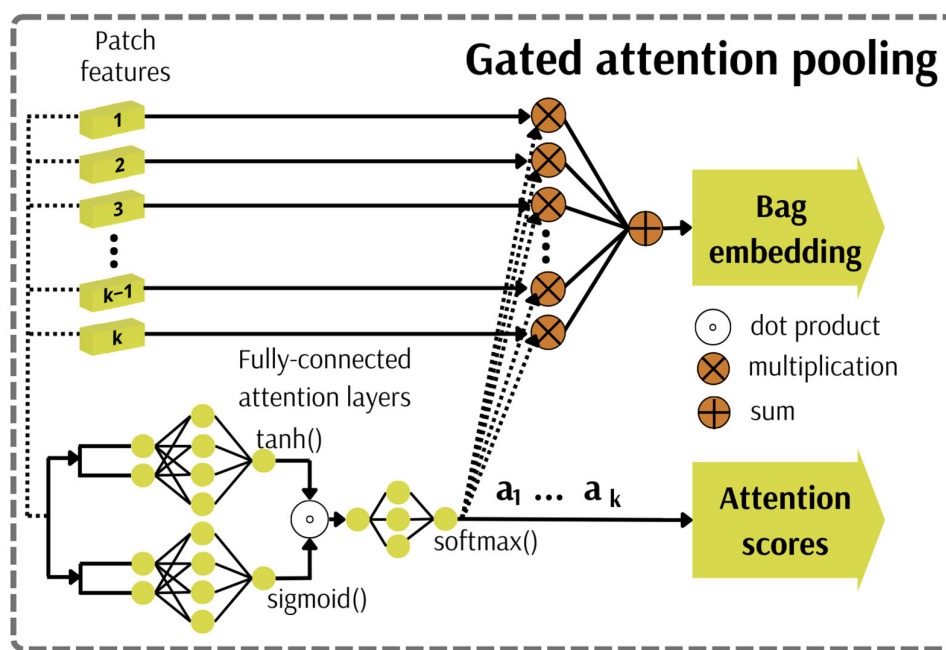 Gated attention pooling
Patch
features
1
2
3
k-1
k
Bag
embedding
dot product
multiplication
sum
Fully-connected
attention layers
tanh()
sigmoid()
softmax()
a1 ... ak
Attention
scores